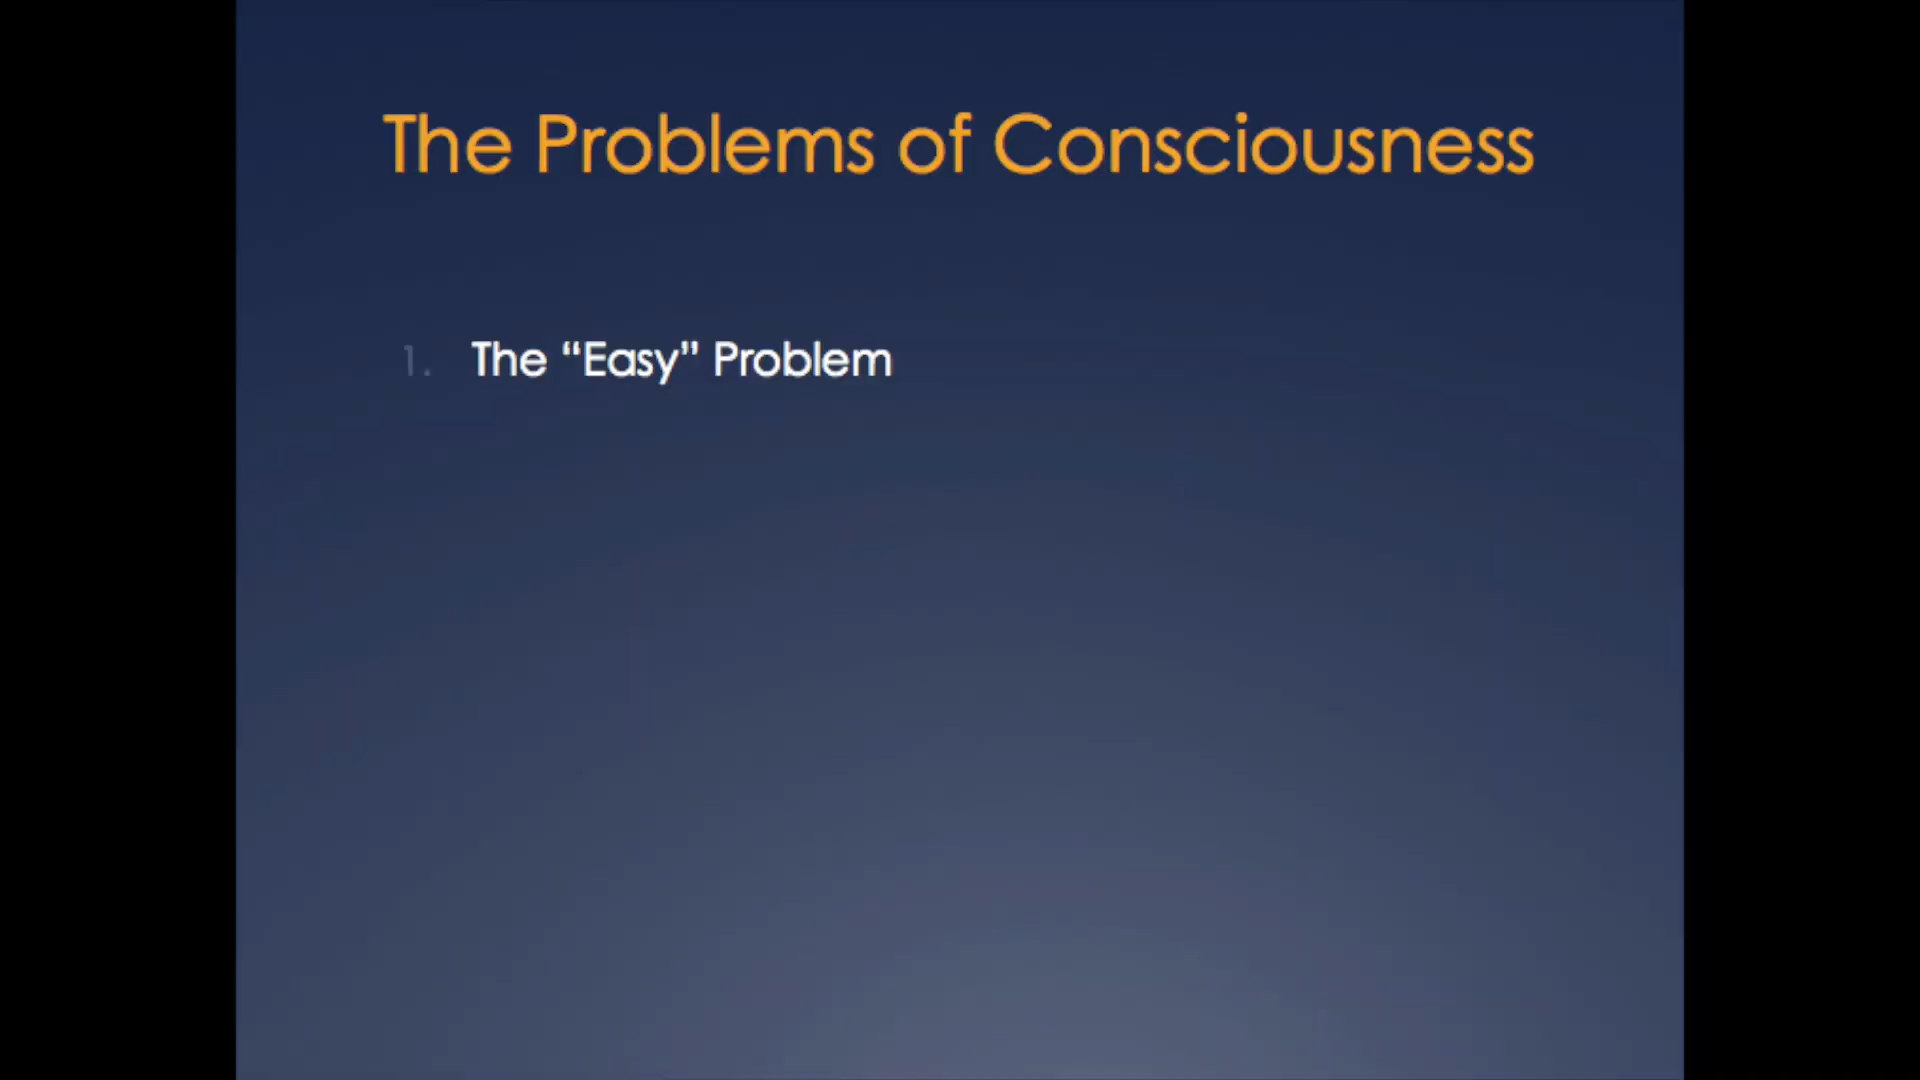 The Problems of Consciousness
1. The “Easy” Problem